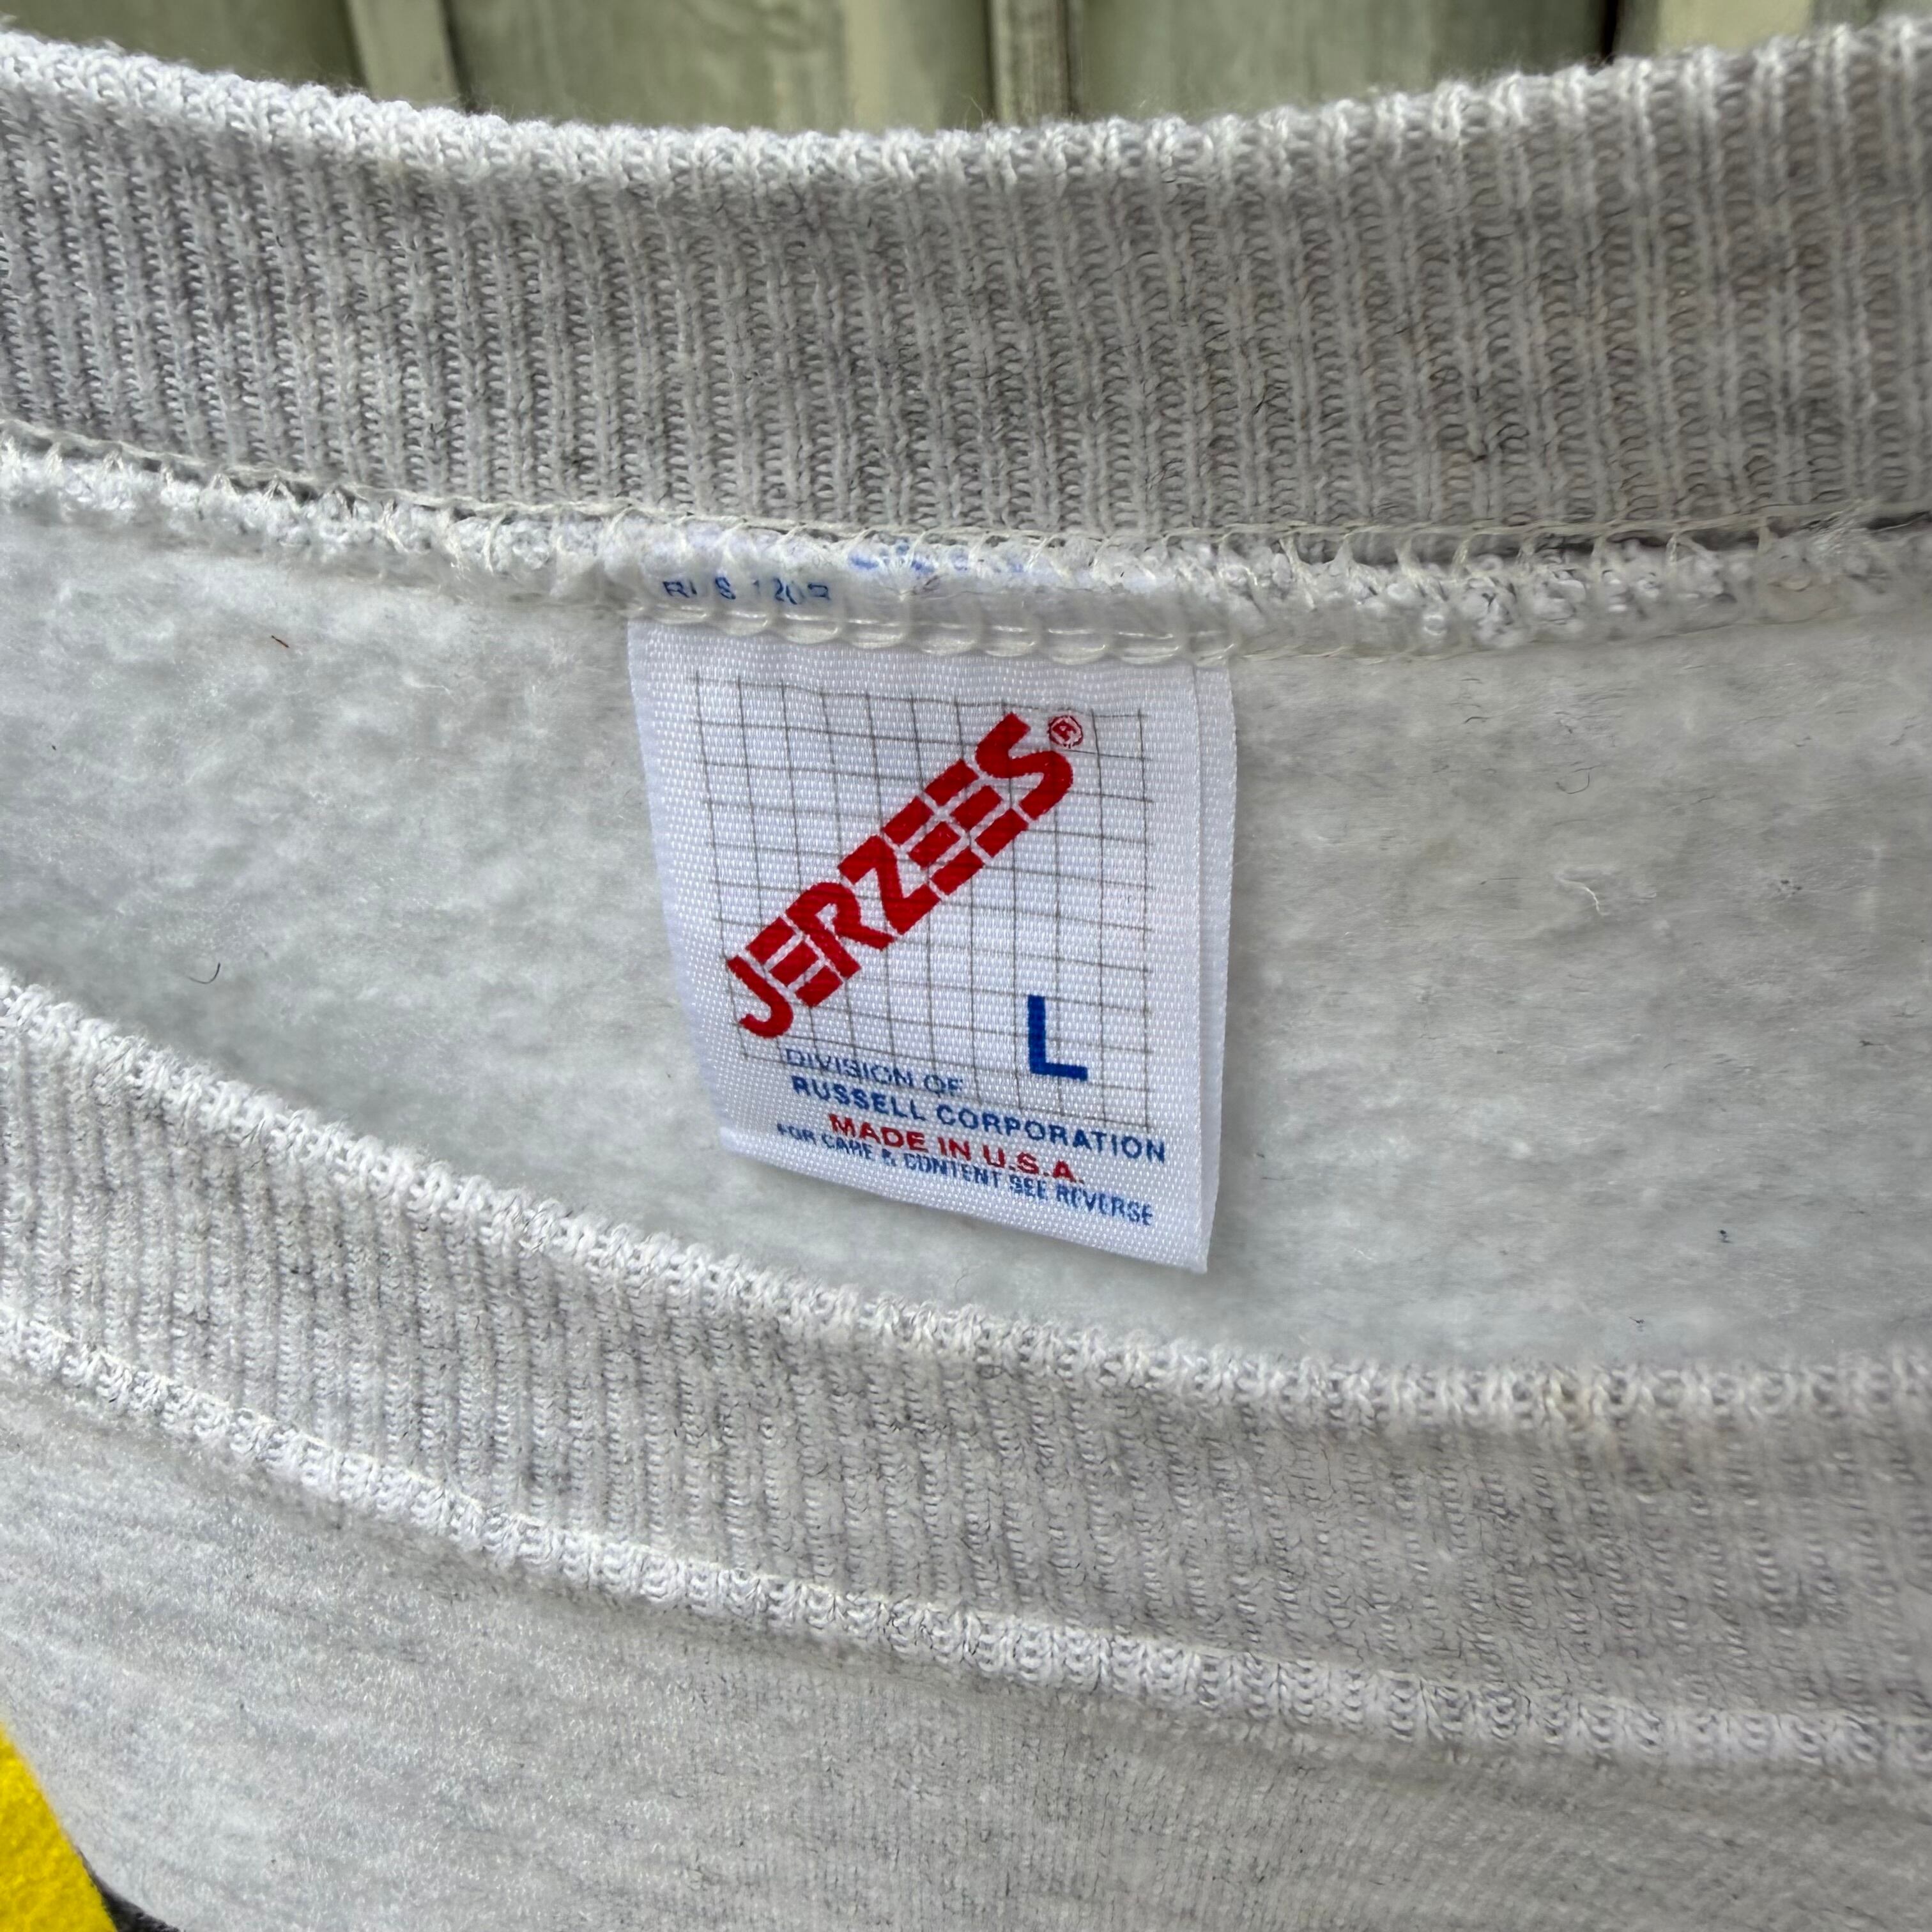 JERZEES®
L
DIVISION OF
RUSSELL CORPORATION
MADE IN U.S.A.
FOR CARE & CONTENT SEE REVERSE